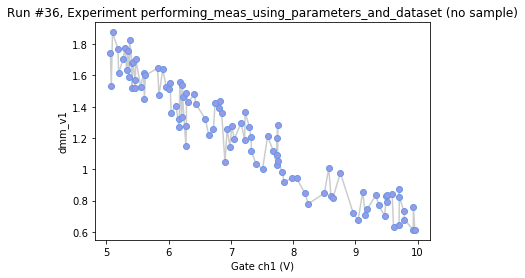 Run #36, Experiment performing_meas_using_parameters_and_dataset (no sample)
1.8
1.6
1.4
1.2
1
0.8
0.6
dmm_v1
5 6 7 8 9 10
Gate ch1 (V)